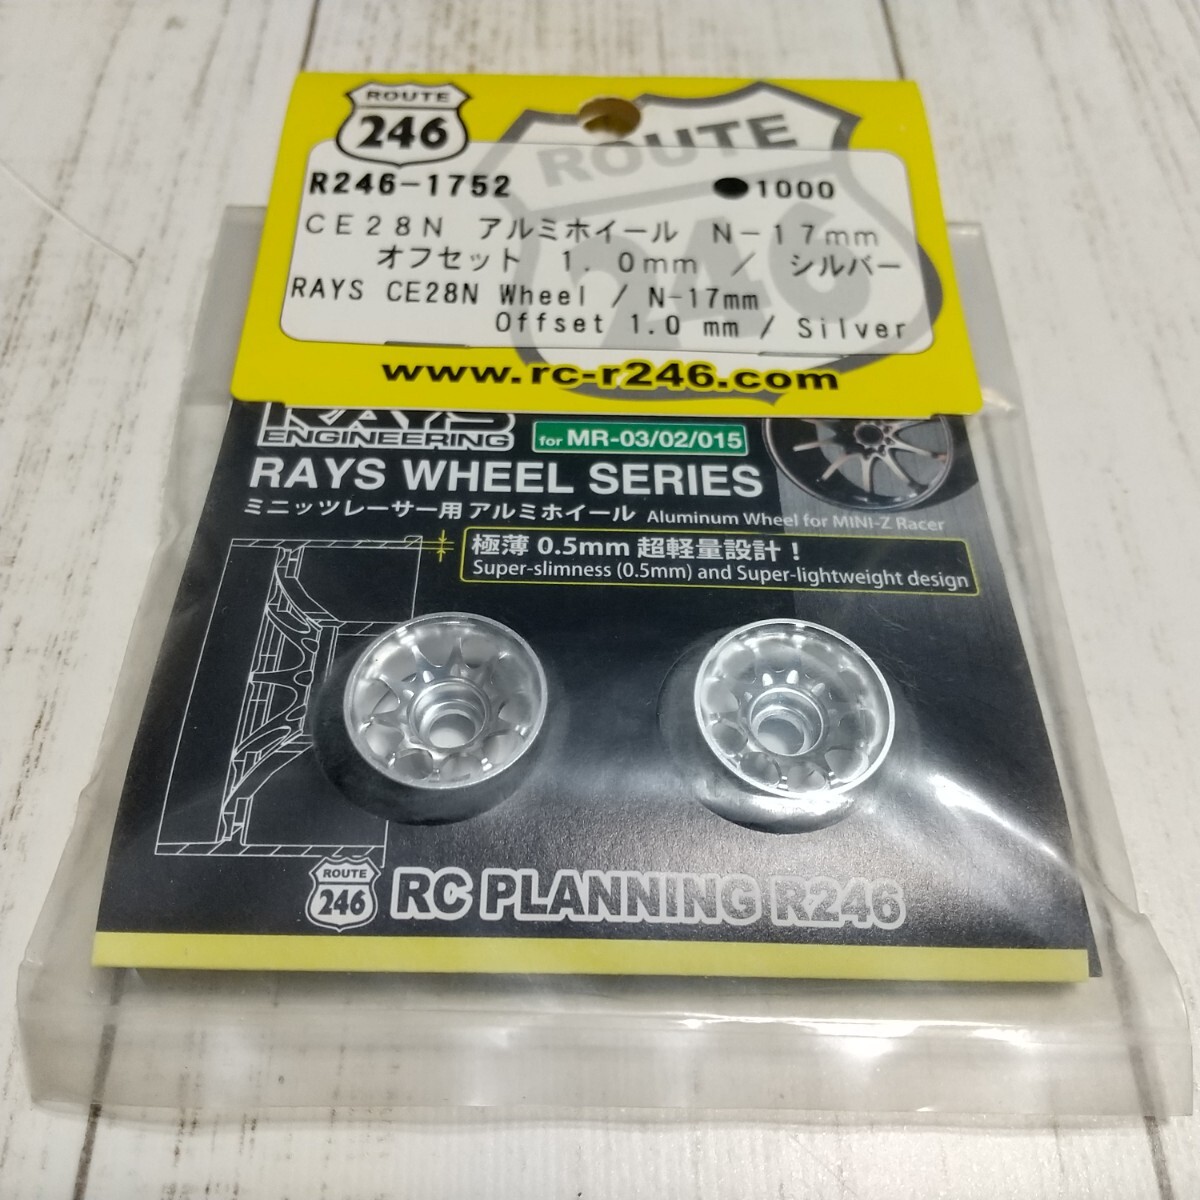 ROUTE
246
ROUTE
246
R246-1752 ●1000
CE28N アルミホイール N-17mm
オフセット 1.0mm / シルバー
RAYS CE28N Wheel / N-17mm
Offset 1.0 mm / Silver
www.rc-r246.com
RAYS
ENGINEERING
for MR-03/02/015
RAYS WHEEL SERIES
ミニッツレーサー用 アルミホイール Aluminum Wheel for MINI-Z Racer
極薄 0.5mm 超軽量設計！
Super-slimness (0.5mm) and Super-lightweight design
ROUTE
246
RC PLANNING R246